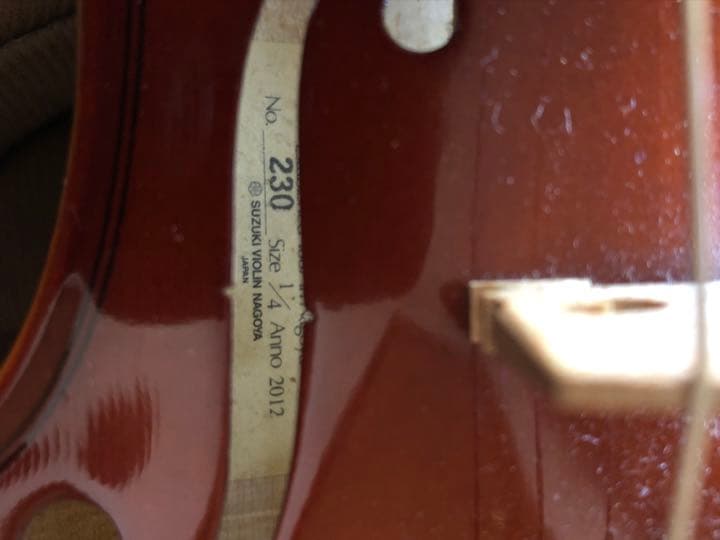 No. 230 Size 1/4 Anno 2012
SUZUKI VIOLIN NAGOYA
JAPAN